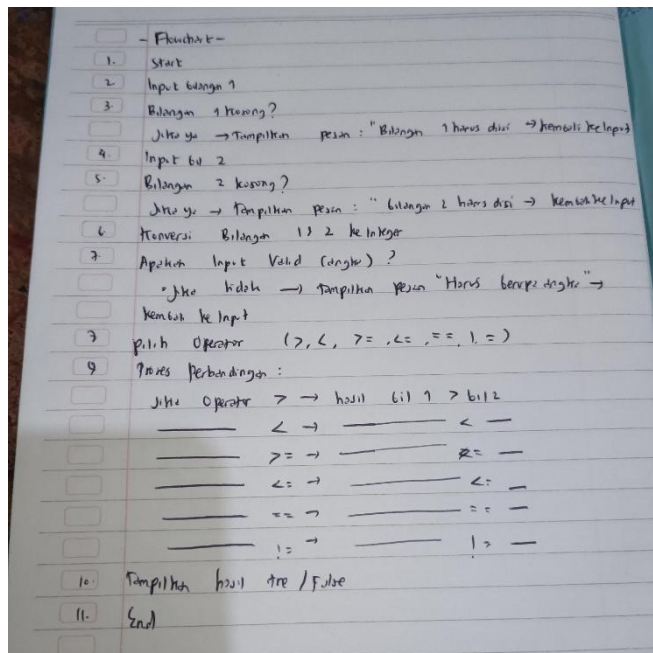 - Flowchart -
1. Start
2. Input bilangan 1
3. Bilangan 1 kosong?
Jika ya → Tampilkan pesan : "Bilangan 1 harus diisi → kembali ke Input
4. Input bil 2
5. Bilangan 2 kosong?
Jika ya → Tampilkan pesan : " bilangan 2 harus diisi → kembali ke Input
6 Konversi Bilangan 1 & 2 ke Integer
7. Apakah Input Valid (angka) ?
• Jika tidak → Tampilkan pesan "Harus berupa angka" →
kembali ke Input
7 pilih Operator (>, <, >=, <=, ==, !, =)
9 Proses Perbandingan :
Jika Operator > → hasil bil 1 > bil 2
—— < → —— < —
—— >= → —— >= —
—— <= → —— <= —
—— == → —— == —
—— != → —— != —
10. Tampilkan hasil true / False
11. End